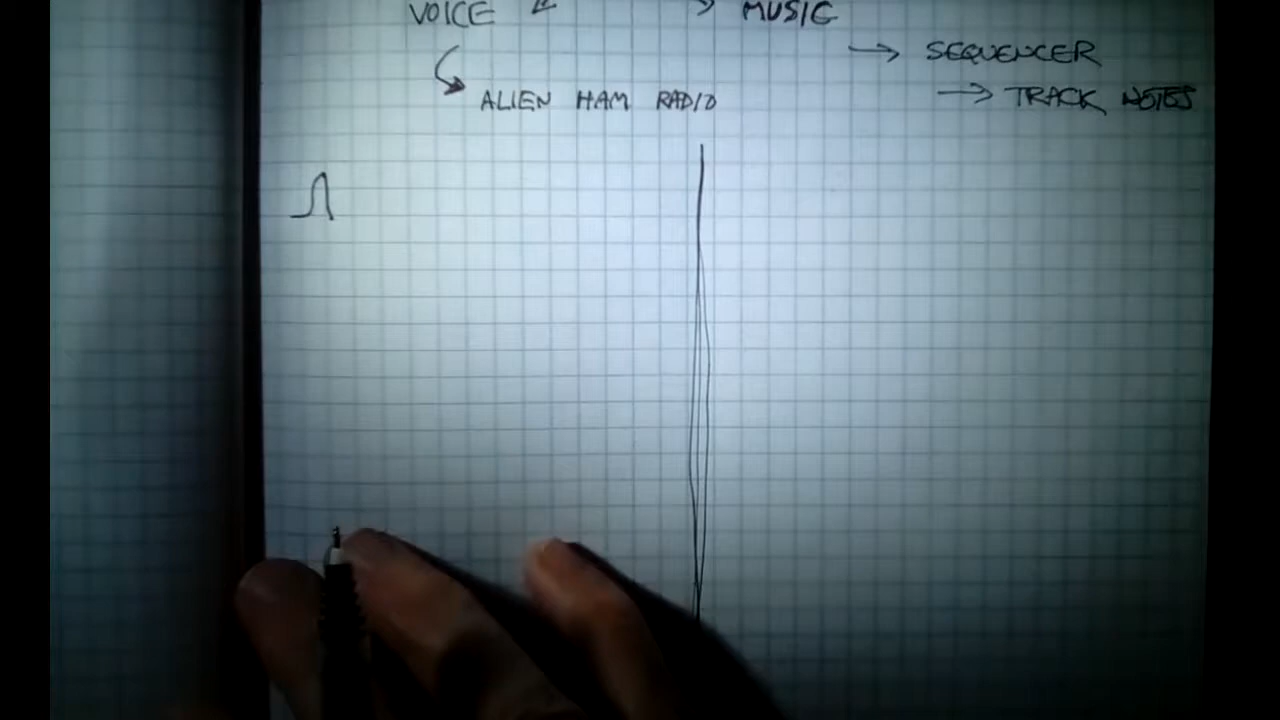 VOICE MUSIC
→ SEQUENCER
ALIEN HAM RADIO → TRACK NOTES